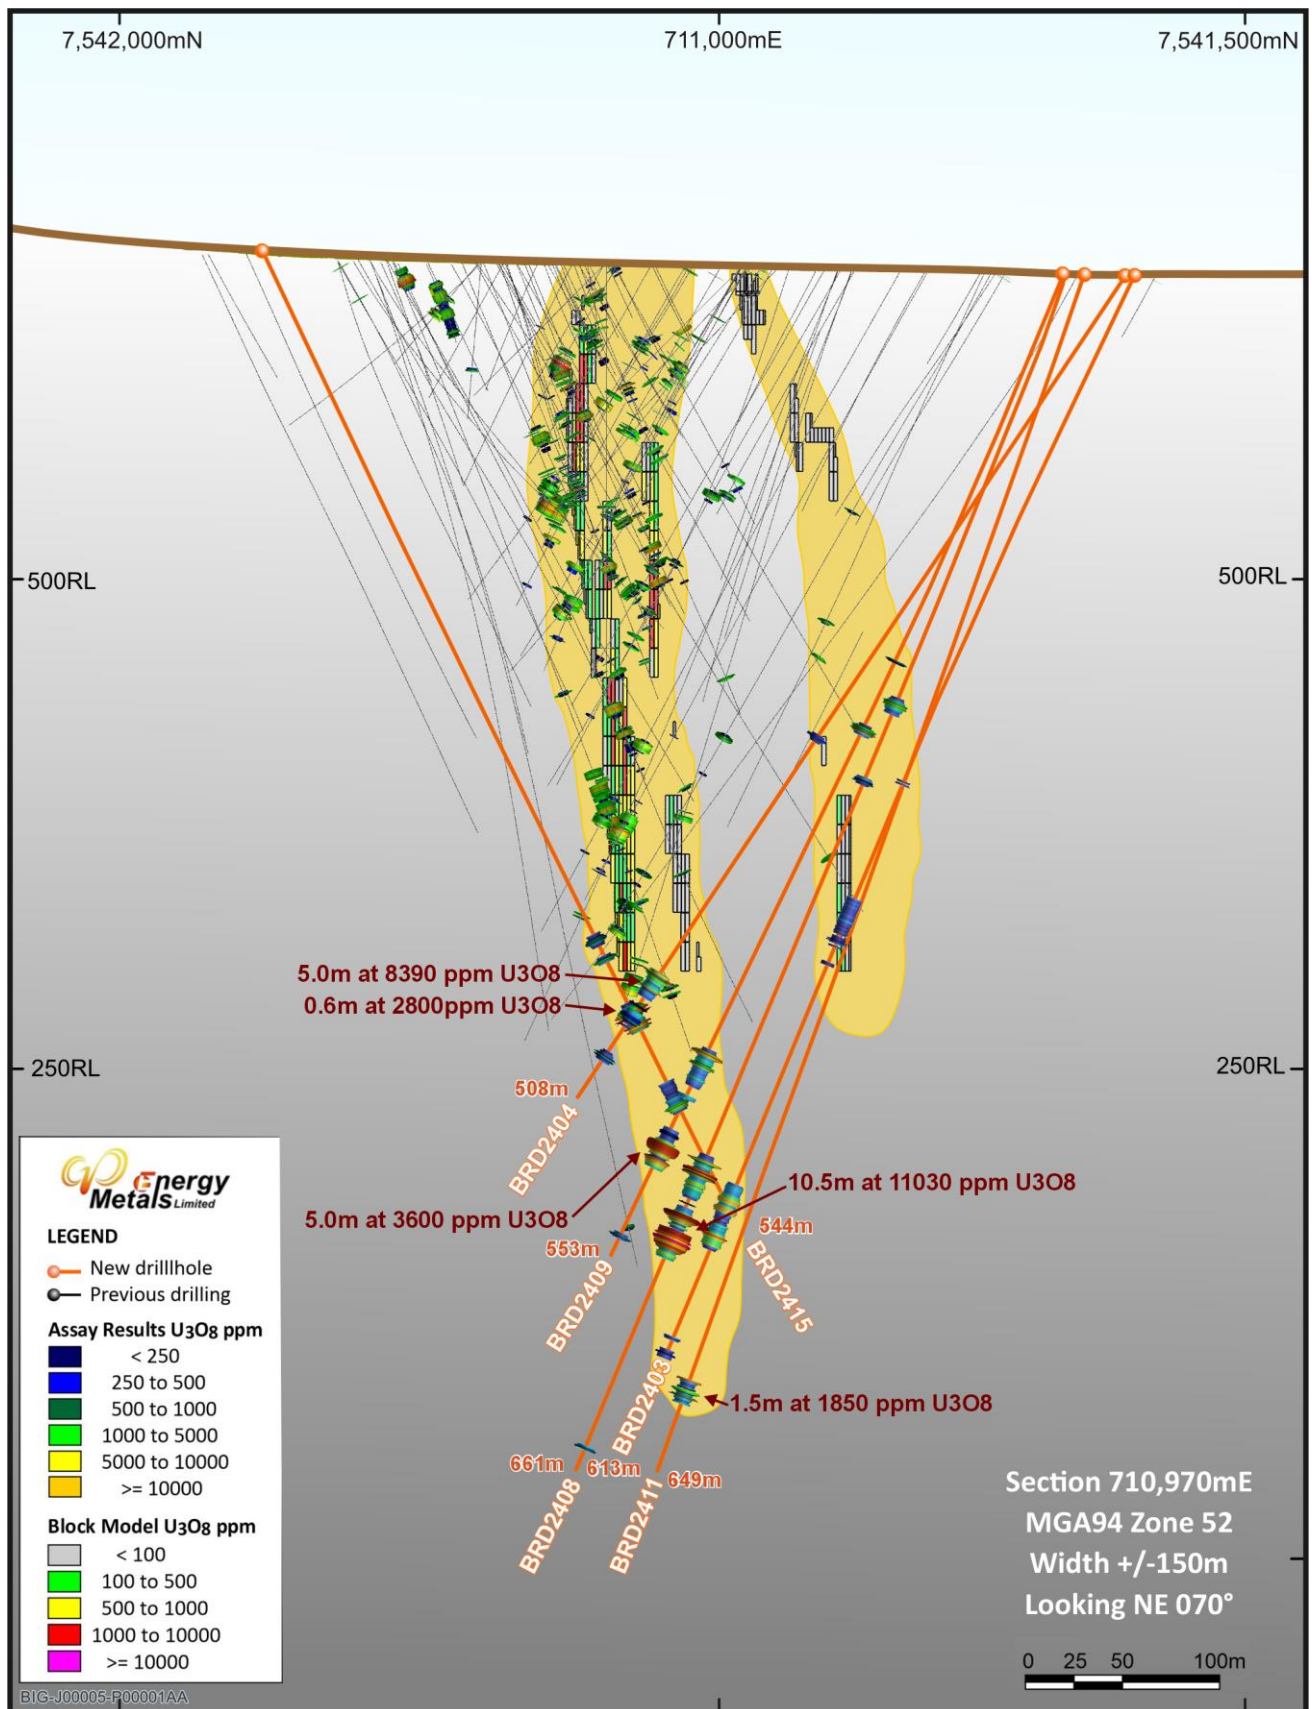 7,542,000mN
711,000mE
7,541,500mN
500RL
500RL
5.0m at 8390 ppm U3O8
0.6m at 2800ppm U3O8
250RL
250RL
508m
BRD2404
5.0m at 3600 ppm U3O8
10.5m at 11030 ppm U3O8
544m
BRD2415
553m
BRD2409
1.5m at 1850 ppm U3O8
BRD2403
661m
613m
649m
BRD2408
BRD2411
Energy
Metals Limited
LEGEND
New drilllhole
Previous drilling
Assay Results U3O8 ppm
< 250
250 to 500
500 to 1000
1000 to 5000
5000 to 10000
>= 10000
Block Model U3O8 ppm
< 100
100 to 500
500 to 1000
1000 to 10000
>= 10000
BIG-J00005-P00001AA
Section 710,970mE
MGA94 Zone 52
Width +/-150m
Looking NE 070°
0 25 50 100m